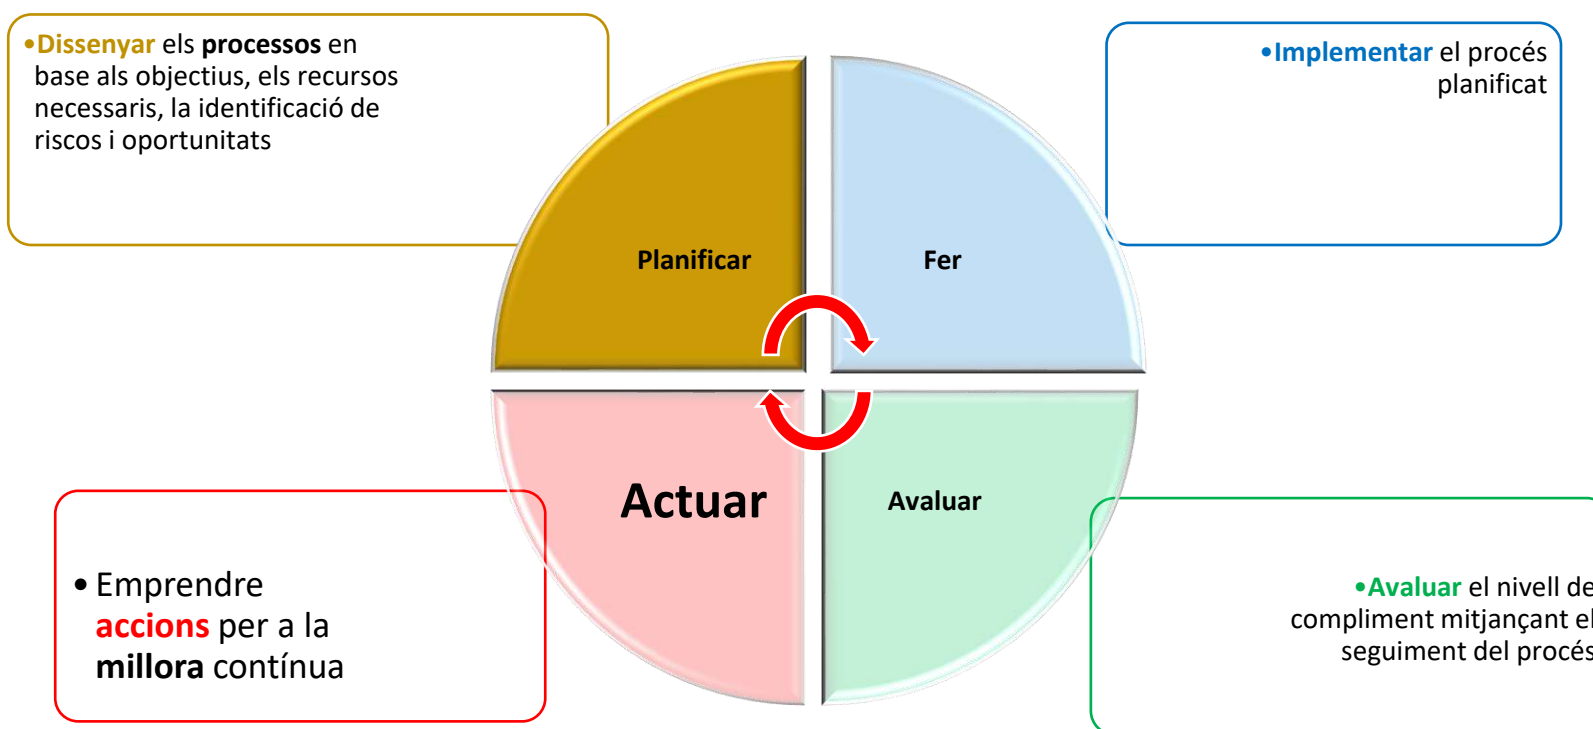 •Dissenyar els processos en
base als objectius, els recursos
necessaris, la identificació de
riscos i oportunitats
•Implementar el procés
planificat
Planificar
Fer
Actuar
Avaluar
• Emprendre
accions per a la
millora contínua
•Avaluar el nivell de
compliment mitjançant el
seguiment del procés